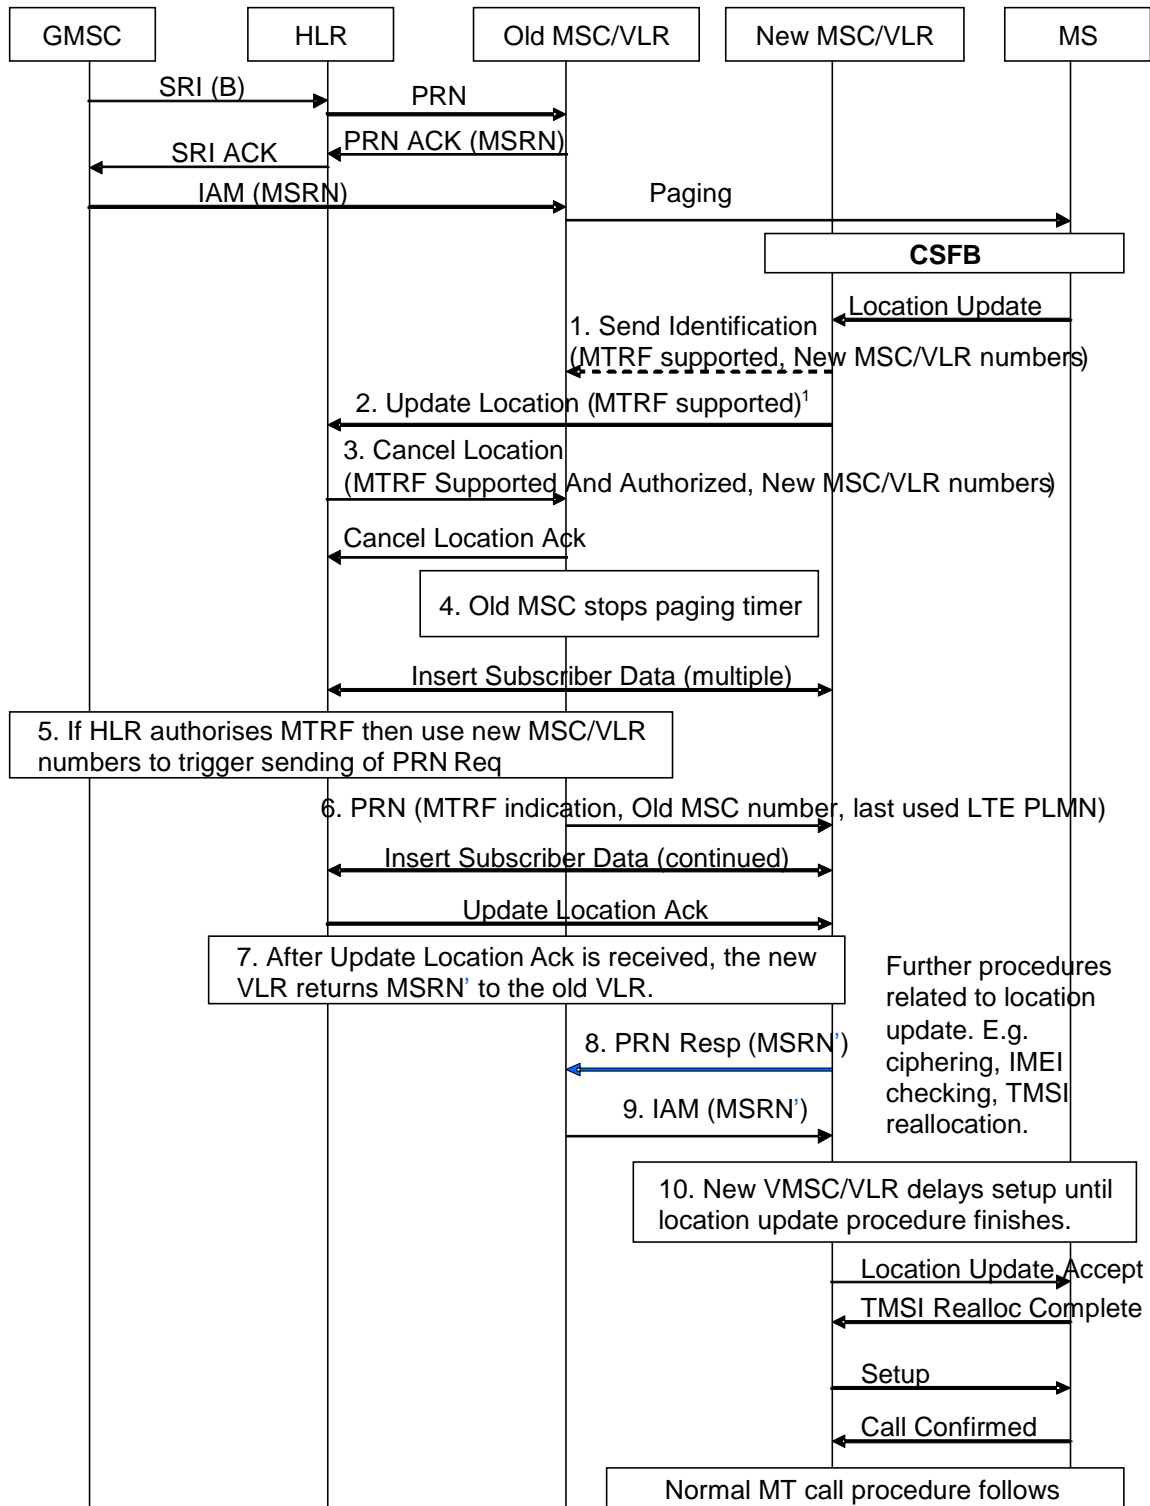 GMSC
HLR
Old MSC/VLR
New MSC/VLR
MS
SRI (B)
PRN
PRN ACK (MSRN)
SRI ACK
IAM (MSRN)
Paging
CSFB
Location Update
1. Send Identification
(MTRF supported, New MSC/VLR numbers)
2. Update Location (MTRF supported)¹
3. Cancel Location
(MTRF Supported And Authorized, New MSC/VLR numbers)
Cancel Location Ack
4. Old MSC stops paging timer
Insert Subscriber Data (multiple)
5. If HLR authorises MTRF then use new MSC/VLR
numbers to trigger sending of PRN Req
6. PRN (MTRF indication, Old MSC number, last used LTE PLMN)
Insert Subscriber Data (continued)
Update Location Ack
7. After Update Location Ack is received, the new
VLR returns MSRN’ to the old VLR.
Further procedures
related to location
update. E.g.
ciphering, IMEI
checking, TMSI
reallocation.
8. PRN Resp (MSRN’)
9. IAM (MSRN’)
10. New VMSC/VLR delays setup until
location update procedure finishes.
Location Update Accept
TMSI Realloc Complete
Setup
Call Confirmed
Normal MT call procedure follows